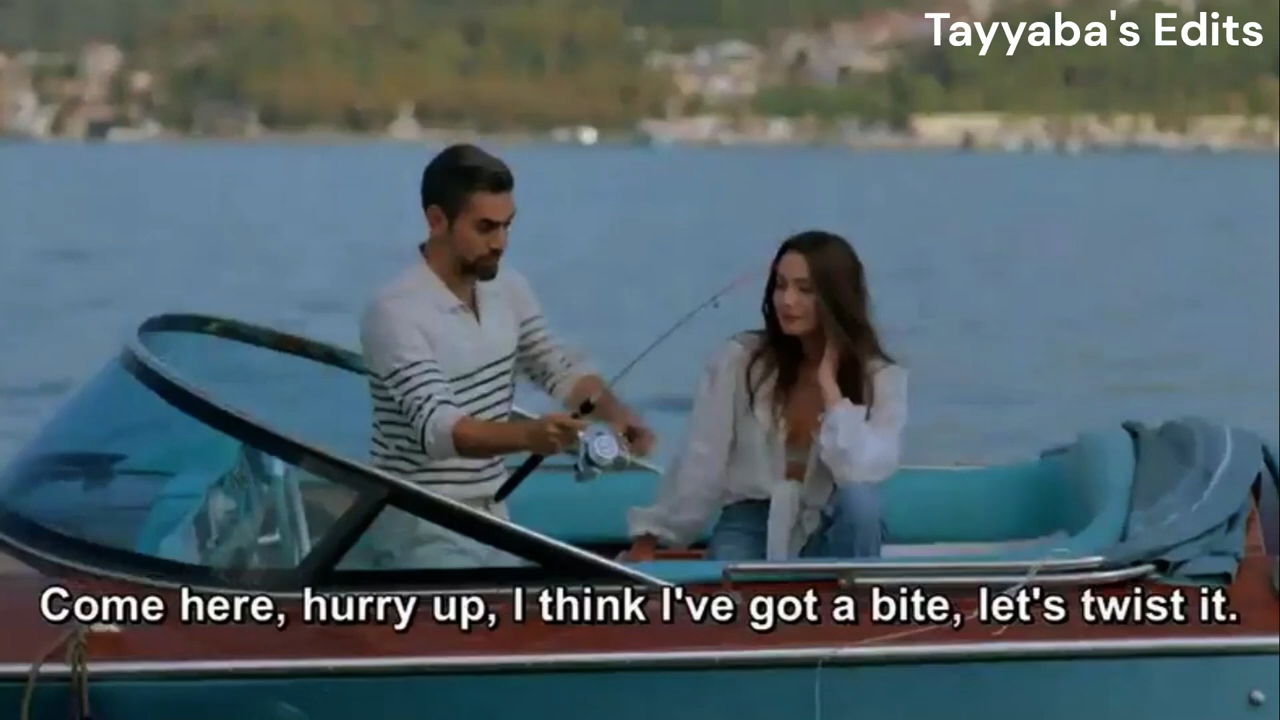 Tayyaba's Edits
Come here, hurry up, I think I've got a bite, let's twist it.